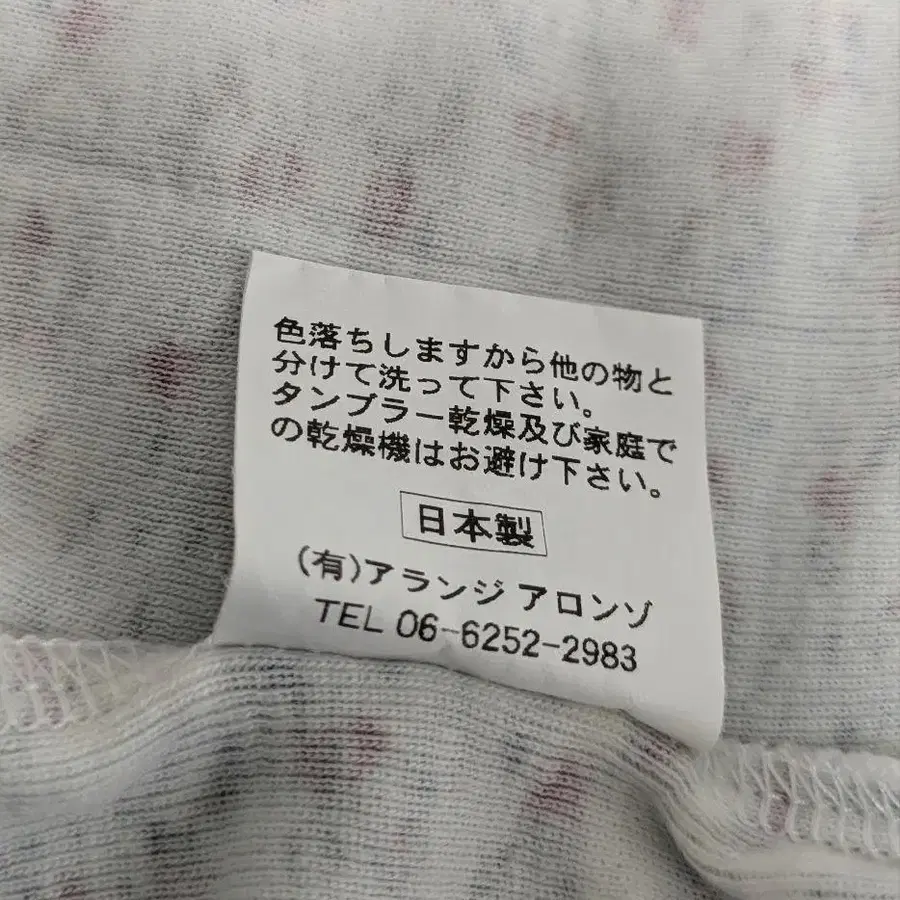 色落ちしますから他の物と
分けて洗って下さい。
タンブラー乾燥及び家庭で
の乾燥機はお避け下さい。
日本製
(有)アランジ アロンゾ
TEL 06-6252-2983